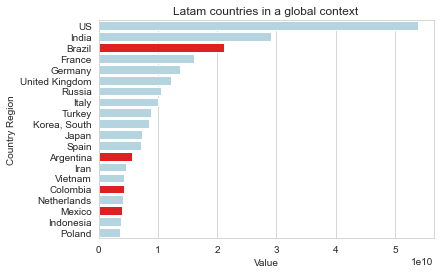 Latam countries in a global context
Country Region
US
India
Brazil
France
Germany
United Kingdom
Russia
Italy
Turkey
Korea, South
Japan
Spain
Argentina
Iran
Vietnam
Colombia
Netherlands
Mexico
Indonesia
Poland
0 1 2 3 4 5
1e10
Value